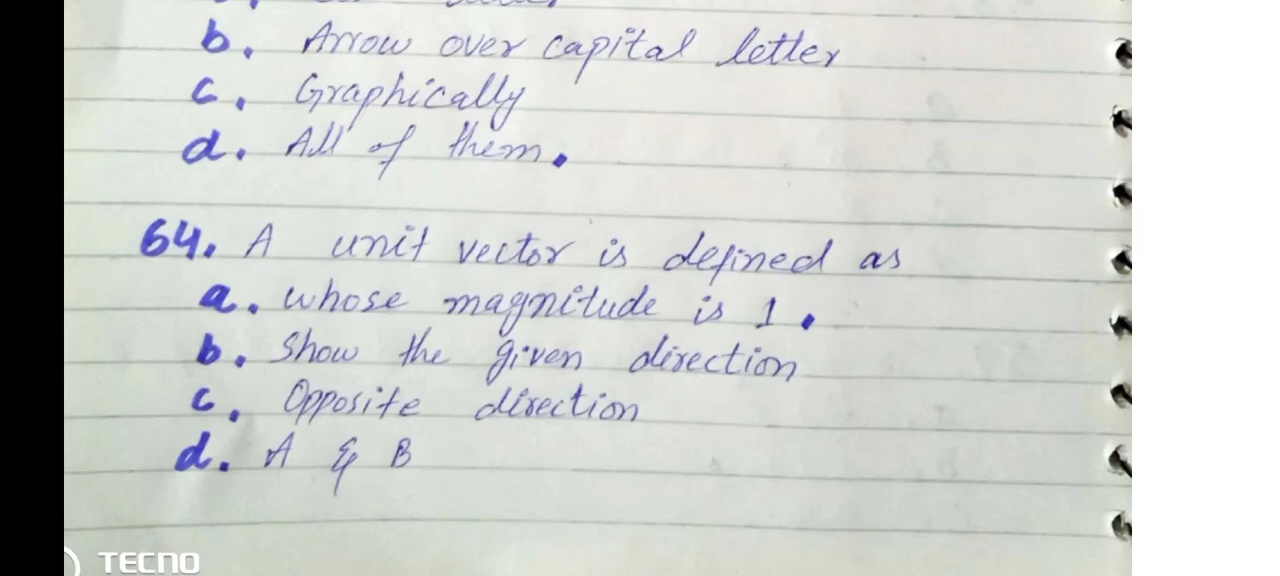 b. Arrow over capital letter
c. Graphically
d. All of them.
64. A unit vector is defined as
a. whose magnitude is 1.
b. Show the given direction
c. Opposite direction
d. A & B
TECNO